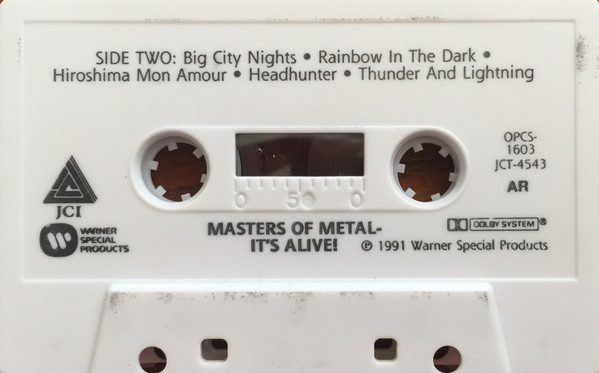 SIDE TWO: Big City Nights • Rainbow In The Dark •
Hiroshima Mon Amour • Headhunter • Thunder And Lightning
OPCS-
1603
JCT-4543
AR
0 50 0
JCI
WARNER
SPECIAL
PRODUCTS
MASTERS OF METAL-
IT'S ALIVE!
DOLBY SYSTEM®
℗ 1991 Warner Special Products